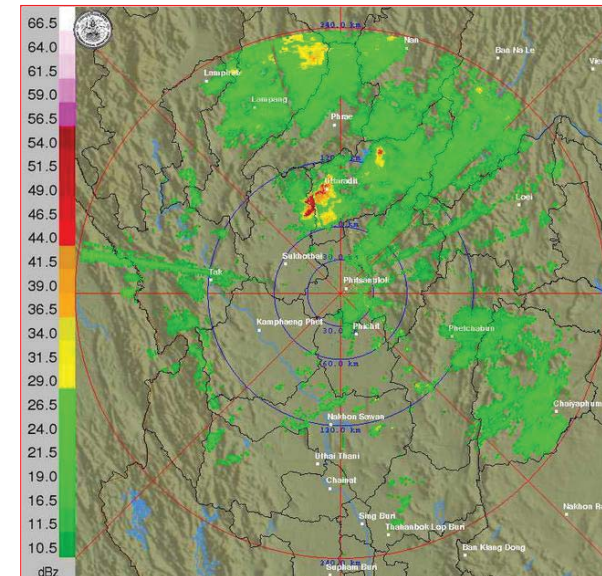 66.5
64.0
61.5
59.0
56.5
54.0
51.5
49.0
46.5
44.0
41.5
39.0
36.5
34.0
31.5
29.0
26.5
24.0
21.5
19.0
16.5
14.0
11.5
10.5
dBz
240.0 km
Nan
Ban Na Le
Lampang
Phrae
Uttaradit
Loei
Sukhothai
Tak
Phitsanulok
30.0
Kamphaeng Phet
Phichit
Phetchabun
60.0 km
Chaiyaphum
Nakhon Sawan
120.0 km
Uthai Thani
Chainat
Sing Buri
Thakanbok Lop Buri
Ban Klang Dong
240.0 km
Suphan Buri